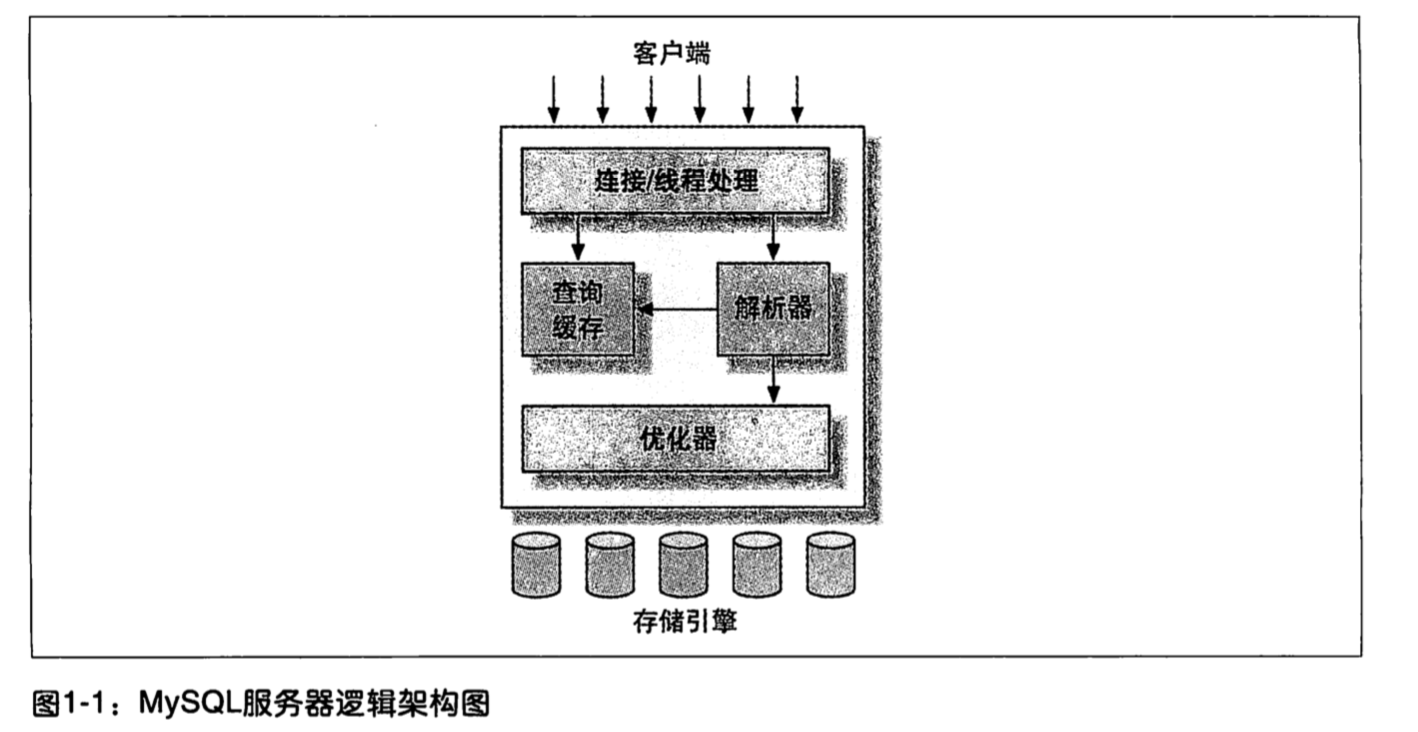 客户端
连接/线程处理
查询
缓存
解析器
优化器
存储引擎
图1-1：MySQL服务器逻辑架构图